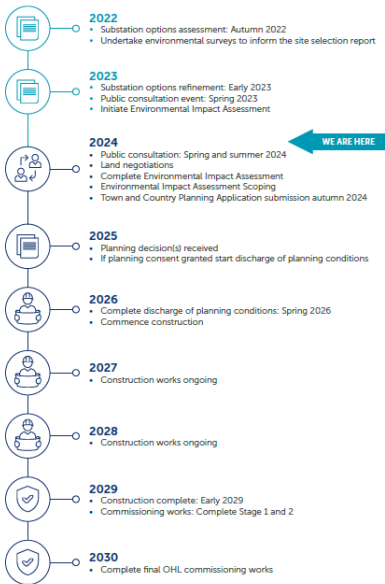 2022
• Substation options assessment: Autumn 2022
• Undertake environmental surveys to inform the site selection report
2023
• Substation options refinement: Early 2023
• Public consultation event: Spring 2023
• Initiate Environmental Impact Assessment
2024
WE ARE HERE
• Public consultation: Spring and summer 2024
• Land negotiations
• Complete Environmental Impact Assessment
• Environmental Impact Assessment Scoping
• Town and Country Planning Application submission autumn 2024
2025
• Planning decision(s) received
• If planning consent granted start discharge of planning conditions
2026
• Complete discharge of planning conditions: Spring 2026
• Commence construction
2027
• Construction works ongoing
2028
• Construction works ongoing
2029
• Construction complete: Early 2029
• Commissioning works: Complete Stage 1 and 2
2030
• Complete final OHL commissioning works